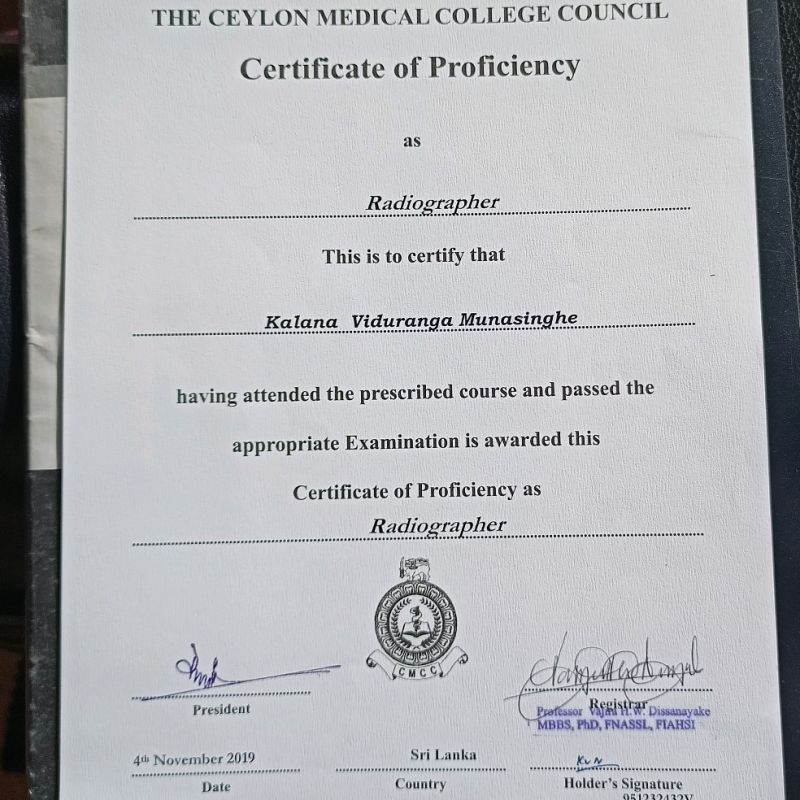 THE CEYLON MEDICAL COLLEGE COUNCIL
Certificate of Proficiency
as
Radiographer
This is to certify that
Kalana Viduranga Munasinghe
having attended the prescribed course and passed the
appropriate Examination is awarded this
Certificate of Proficiency as
Radiographer
CMCC
President
Registrar
Professor Vajira H.W. Dissanayake
MBBS, PhD, FNASSL, FIAHSI
4th November 2019
Sri Lanka
KVN
Date
Country
Holder's Signature
951232432V